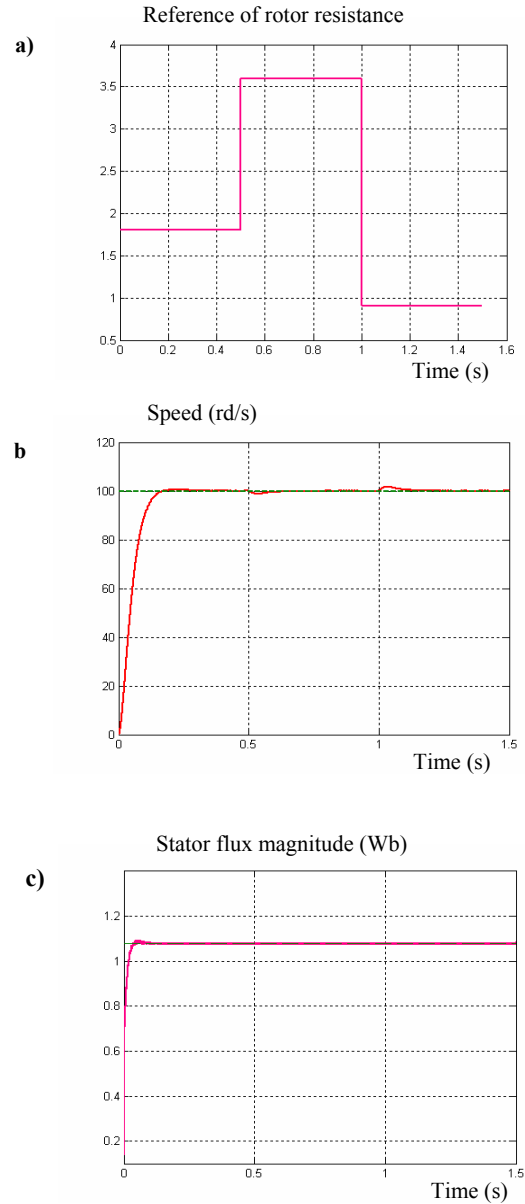 Reference of rotor resistance
a)
4
3.5
3
2.5
2
1.5
1
0.5
0 0.2 0.4 0.6 0.8 1 1.2 1.4 1.6
Time (s)
Speed (rd/s)
b
120
100
80
60
40
20
0
0 0.5 1 1.5
Time (s)
Stator flux magnitude (Wb)
c)
1.2
1
0.8
0.6
0.4
0.2
0 0.5 1 1.5
Time (s)